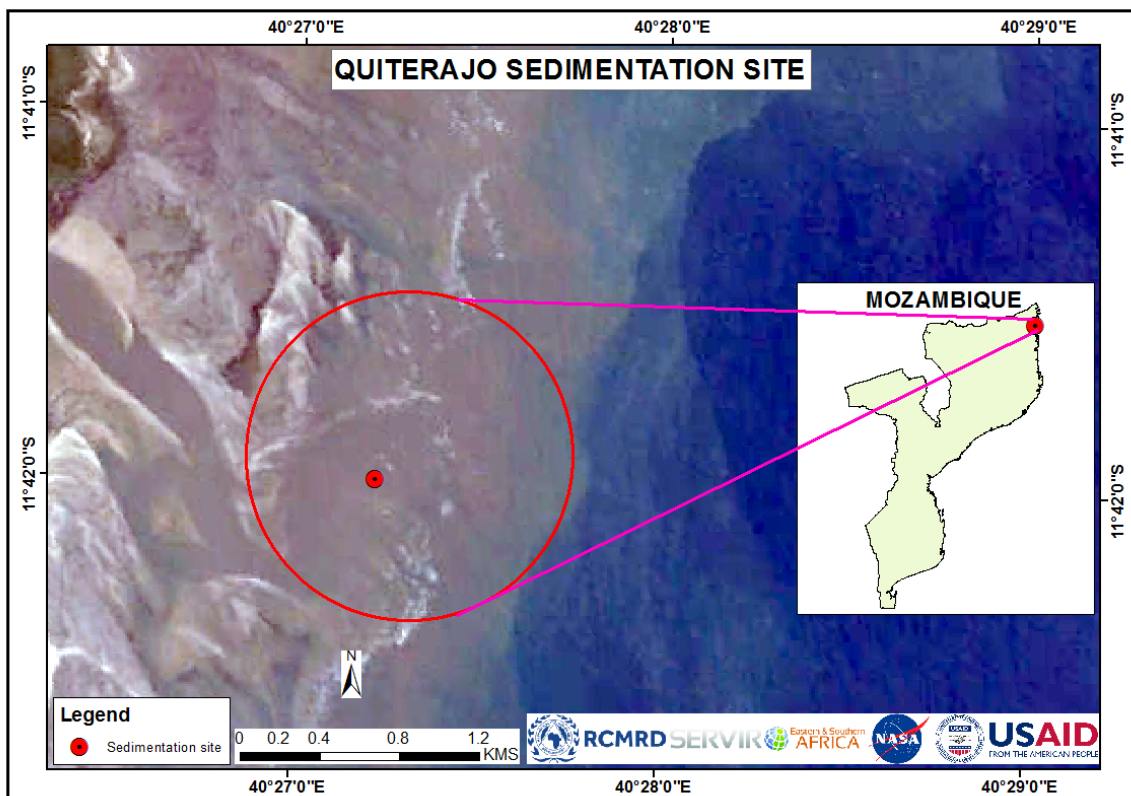 40°27'0"E 40°28'0"E 40°29'0"E
QUITERAJO SEDIMENTATION SITE
11°41'0"S
11°41'0"S
MOZAMBIQUE
11°42'0"S
11°42'0"S
N
Legend
Sedimentation site
0 0.2 0.4 0.8 1.2
KMS
RCMRD SERVIR Eastern & Southern
AFRICA
NASA
USAID
USAID
FROM THE AMERICAN PEOPLE
40°27'0"E 40°28'0"E 40°29'0"E